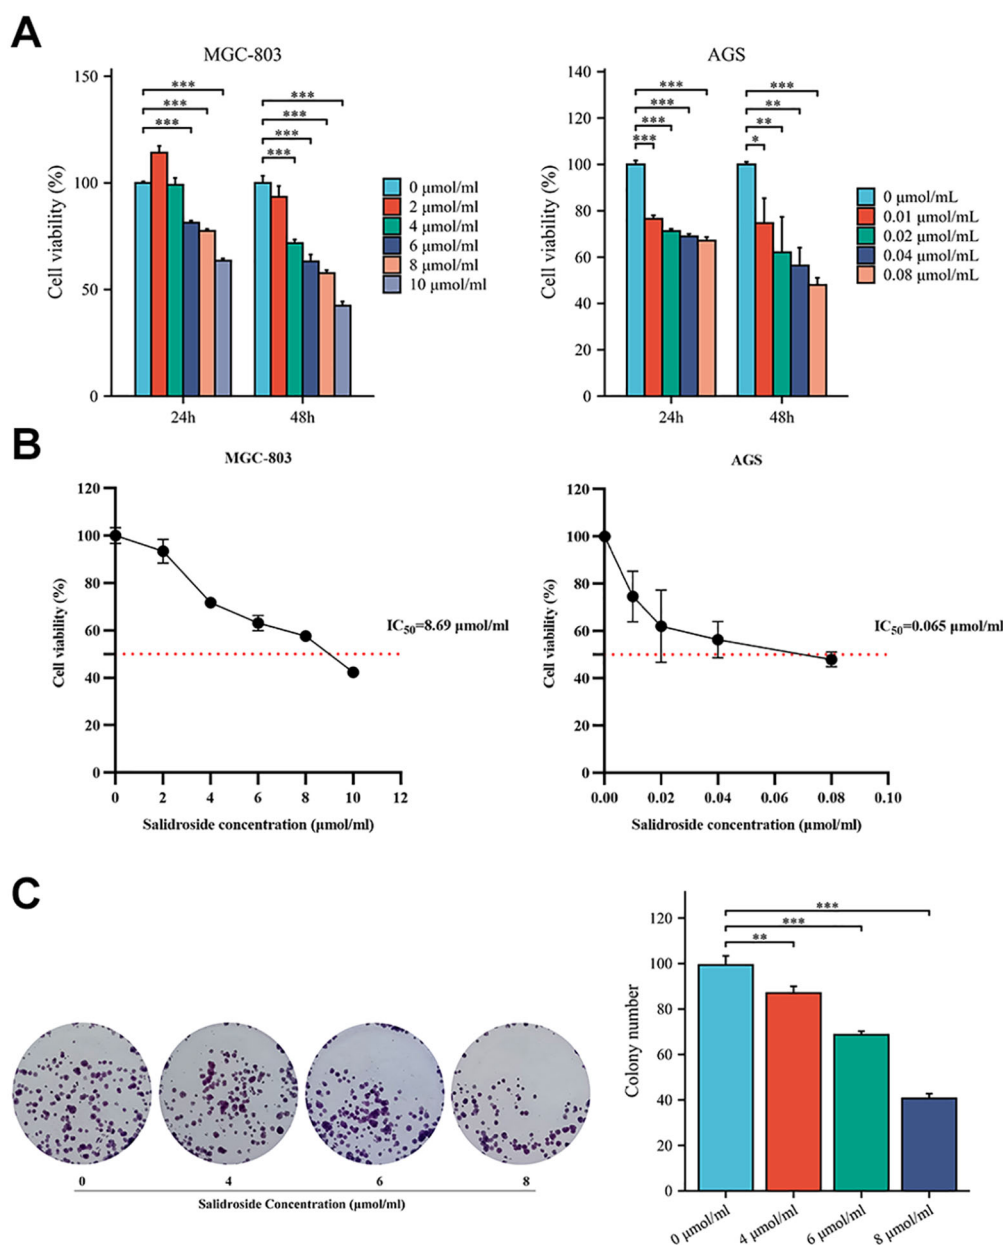 A
MGC-803
Cell viability (%)
150
100
50
0
***
***
***
***
***
***
***
24h
48h
0 μmol/ml
2 μmol/ml
4 μmol/ml
6 μmol/ml
8 μmol/ml
10 μmol/ml
AGS
Cell viability (%)
140
120
100
80
60
40
20
0
***
***
***
***
***
**
**
*
24h
48h
0 μmol/mL
0.01 μmol/mL
0.02 μmol/mL
0.04 μmol/mL
0.08 μmol/mL
B
MGC-803
Cell viability (%)
120
100
80
60
40
20
0
IC50=8.69 μmol/ml
0 2 4 6 8 10 12
Salidroside concentration (μmol/ml)
AGS
Cell viability (%)
120
100
80
60
40
20
0
IC50=0.065 μmol/ml
0.00 0.02 0.04 0.06 0.08 0.10
Salidroside concentration (μmol/ml)
C
0 4 6 8
Salidroside Concentration (μmol/ml)
Colony number
120
100
80
60
40
20
0
***
***
**
0 μmol/ml
4 μmol/ml
6 μmol/ml
8 μmol/ml